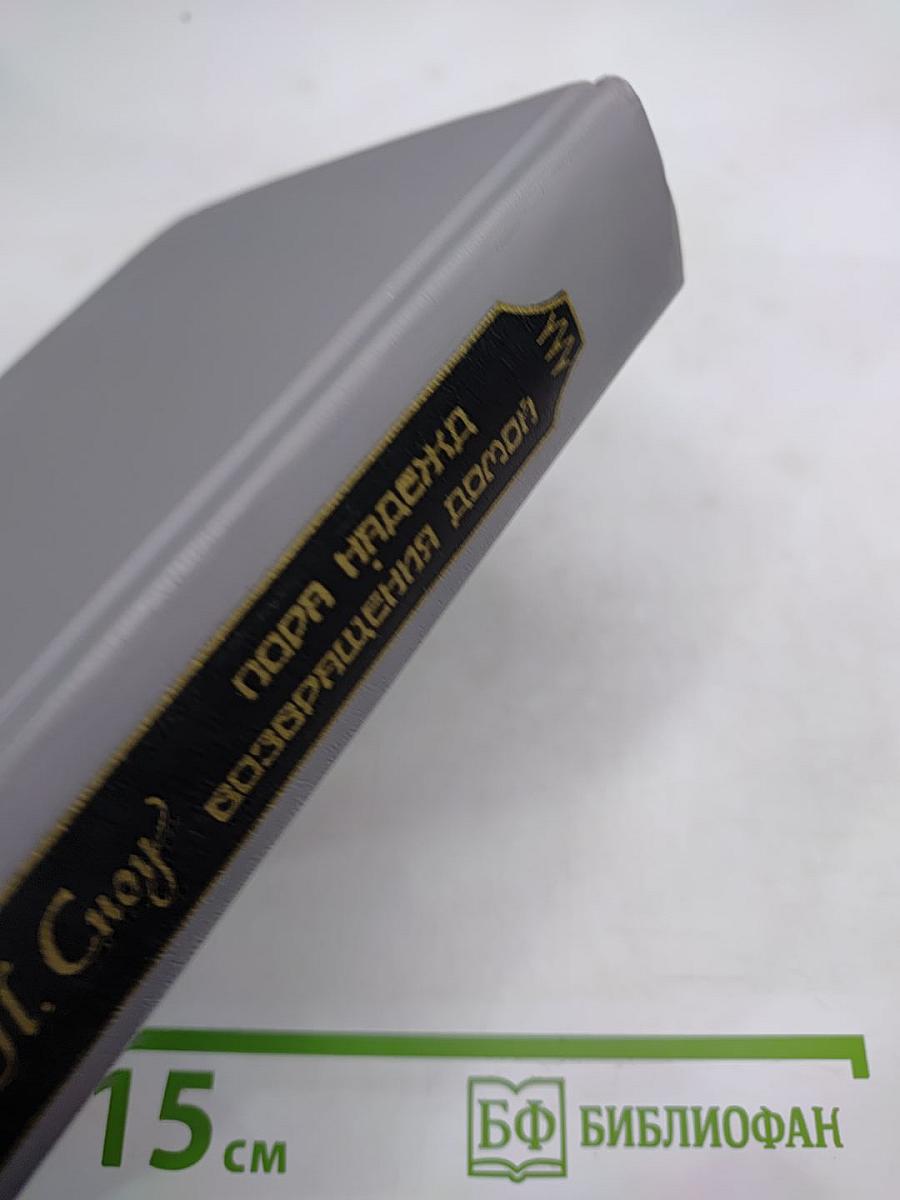 П. Сноу
ПОРА НАДЕЖД
ВОЗВРАЩЕНИЯ ДОМОЙ
15 см
БФ БИБЛИОФАН